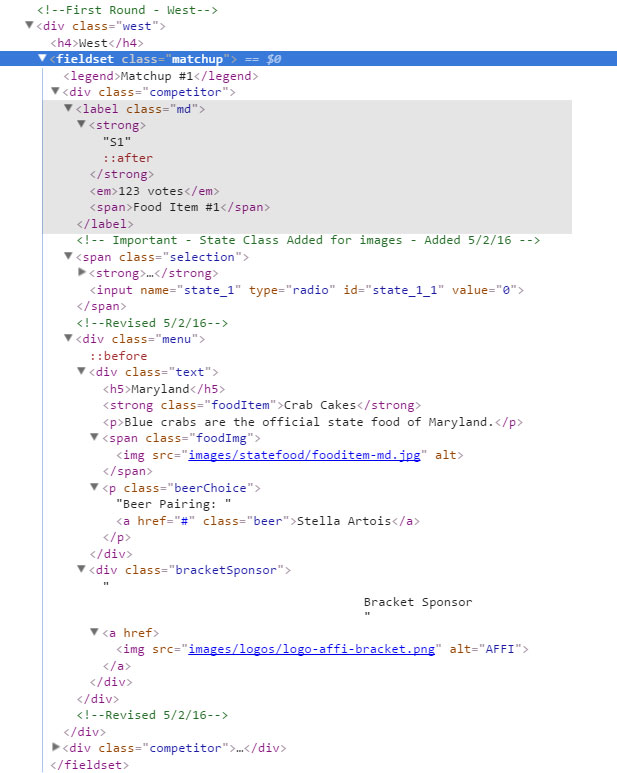 <!--First Round - West-->
▼<div class="west">
<h4>West</h4>
▼<fieldset class="matchup"> == $0
<legend>Matchup #1</legend>
▼<div class="competitor">
▼<label class="md">
▼<strong>
"S1"
::after
</strong>
<em>123 votes</em>
<span>Food Item #1</span>
</label>
<!-- Important - State Class Added for images - Added 5/2/16 -->
▼<span class="selection">
▶<strong>…</strong>
<input name="state_1" type="radio" id="state_1_1" value="0">
</span>
<!--Revised 5/2/16-->
▼<div class="menu">
::before
▼<div class="text">
<h5>Maryland</h5>
<strong class="foodItem">Crab Cakes</strong>
<p>Blue crabs are the official state food of Maryland.</p>
▼<span class="foodImg">
<img src="images/statefood/fooditem-md.jpg" alt>
</span>
▼<p class="beerChoice">
"Beer Pairing: "
<a href="#" class="beer">Stella Artois</a>
</p>
</div>
▼<div class="bracketSponsor">
"
Bracket Sponsor
"
▼<a href>
<img src="images/logos/logo-affi-bracket.png" alt="AFFI">
</a>
</div>
</div>
<!--Revised 5/2/16-->
</div>
▶<div class="competitor">…</div>
</fieldset>